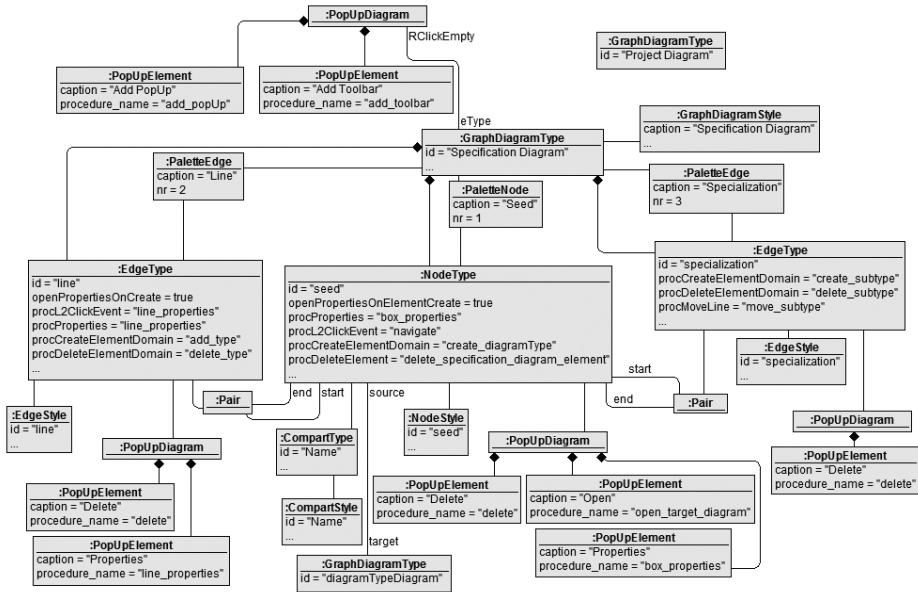 :PopUpDiagram
RClickEmpty
:GraphDiagramType
id = "Project Diagram"
:PopUpElement
caption = "Add PopUp"
procedure_name = "add_popUp"
:PopUpElement
caption = "Add Toolbar"
procedure_name = "add_toolbar"
eType
:GraphDiagramType
id = "Specification Diagram"
...
:GraphDiagramStyle
caption = "Specification Diagram"
...
:PaletteEdge
caption = "Line"
nr = 2
:PaletteNode
caption = "Seed"
nr = 1
:PaletteEdge
caption = "Specialization"
nr = 3
:EdgeType
id = "line"
openPropertiesOnCreate = true
procL2ClickEvent = "line_properties"
procProperties = "line_properties"
procCreateElementDomain = "add_type"
procDeleteElementDomain = "delete_type"
...
:NodeType
id = "seed"
openPropertiesOnElementCreate = true
procProperties = "box_properties"
procL2ClickEvent = "navigate"
procCreateElementDomain = "create_diagramType"
procDeleteElement = "delete_specification_diagram_element"
...
:EdgeType
id = "specialization"
procCreateElementDomain = "create_subtype"
procDeleteElementDomain = "delete_subtype"
procMoveLine = "move_subtype"
...
:EdgeStyle
id = "specialization"
...
end
start
source
start
end
:Pair
:Pair
:EdgeStyle
id = "line"
...
:PopUpDiagram
:CompartType
id = "Name"
...
:NodeStyle
id = "seed"
...
:PopUpDiagram
:PopUpDiagram
:PopUpElement
caption = "Delete"
procedure_name = "delete"
:PopUpElement
caption = "Properties"
procedure_name = "line_properties"
:CompartStyle
id = "Name"
...
:PopUpElement
caption = "Delete"
procedure_name = "delete"
:PopUpElement
caption = "Open"
procedure_name = "open_target_diagram"
:PopUpElement
caption = "Delete"
procedure_name = "delete"
:PopUpElement
caption = "Properties"
procedure_name = "box_properties"
target
:GraphDiagramType
id = "diagramTypeDiagram"